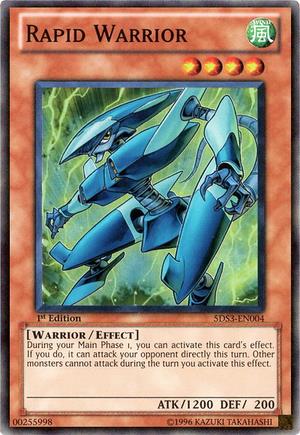 RAPID WARRIOR
WIND
風
1st Edition
5DS3-EN004
[WARRIOR/EFFECT]
During your Main Phase 1, you can activate this card's effect.
If you do, it can attack your opponent directly this turn. Other
monsters cannot attack during the turn you activate this effect.
ATK/1200 DEF/ 200
00255998
©1996 KAZUKI TAKAHASHI